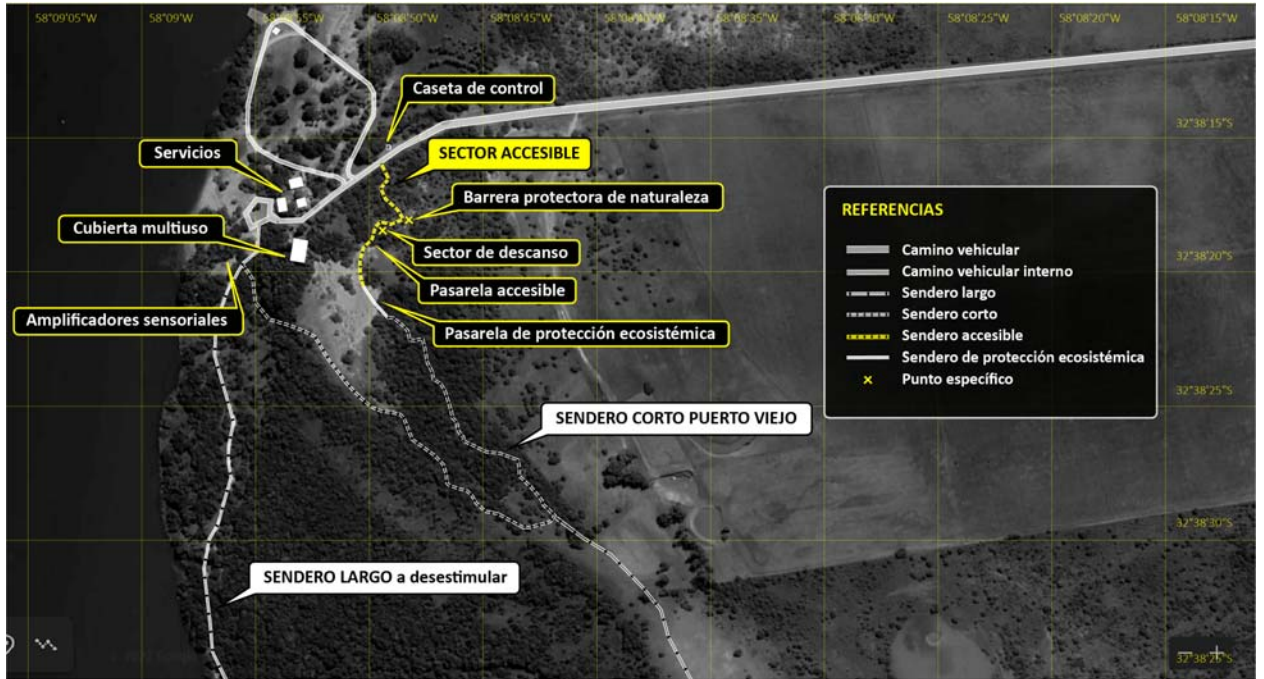 58°09'05"W
58°09'W
58°08'50"W
58°08'45"W
58°08'35"W
58°08'25"W
58°08'20"W
58°08'15"W
Caseta de control
32°38'15"S
SECTOR ACCESIBLE
Servicios
Barrera protectora de naturaleza
Cubierta multiuso
Sector de descanso
32°38'20"S
Pasarela accesible
Amplificadores sensoriales
Pasarela de protección ecosistémica
REFERENCIAS
Camino vehicular
Camino vehicular interno
Sendero largo
Sendero corto
Sendero accesible
Sendero de protección ecosistémica
Punto específico
32°38'25"S
SENDERO CORTO PUERTO VIEJO
32°38'30"S
SENDERO LARGO a desestimular